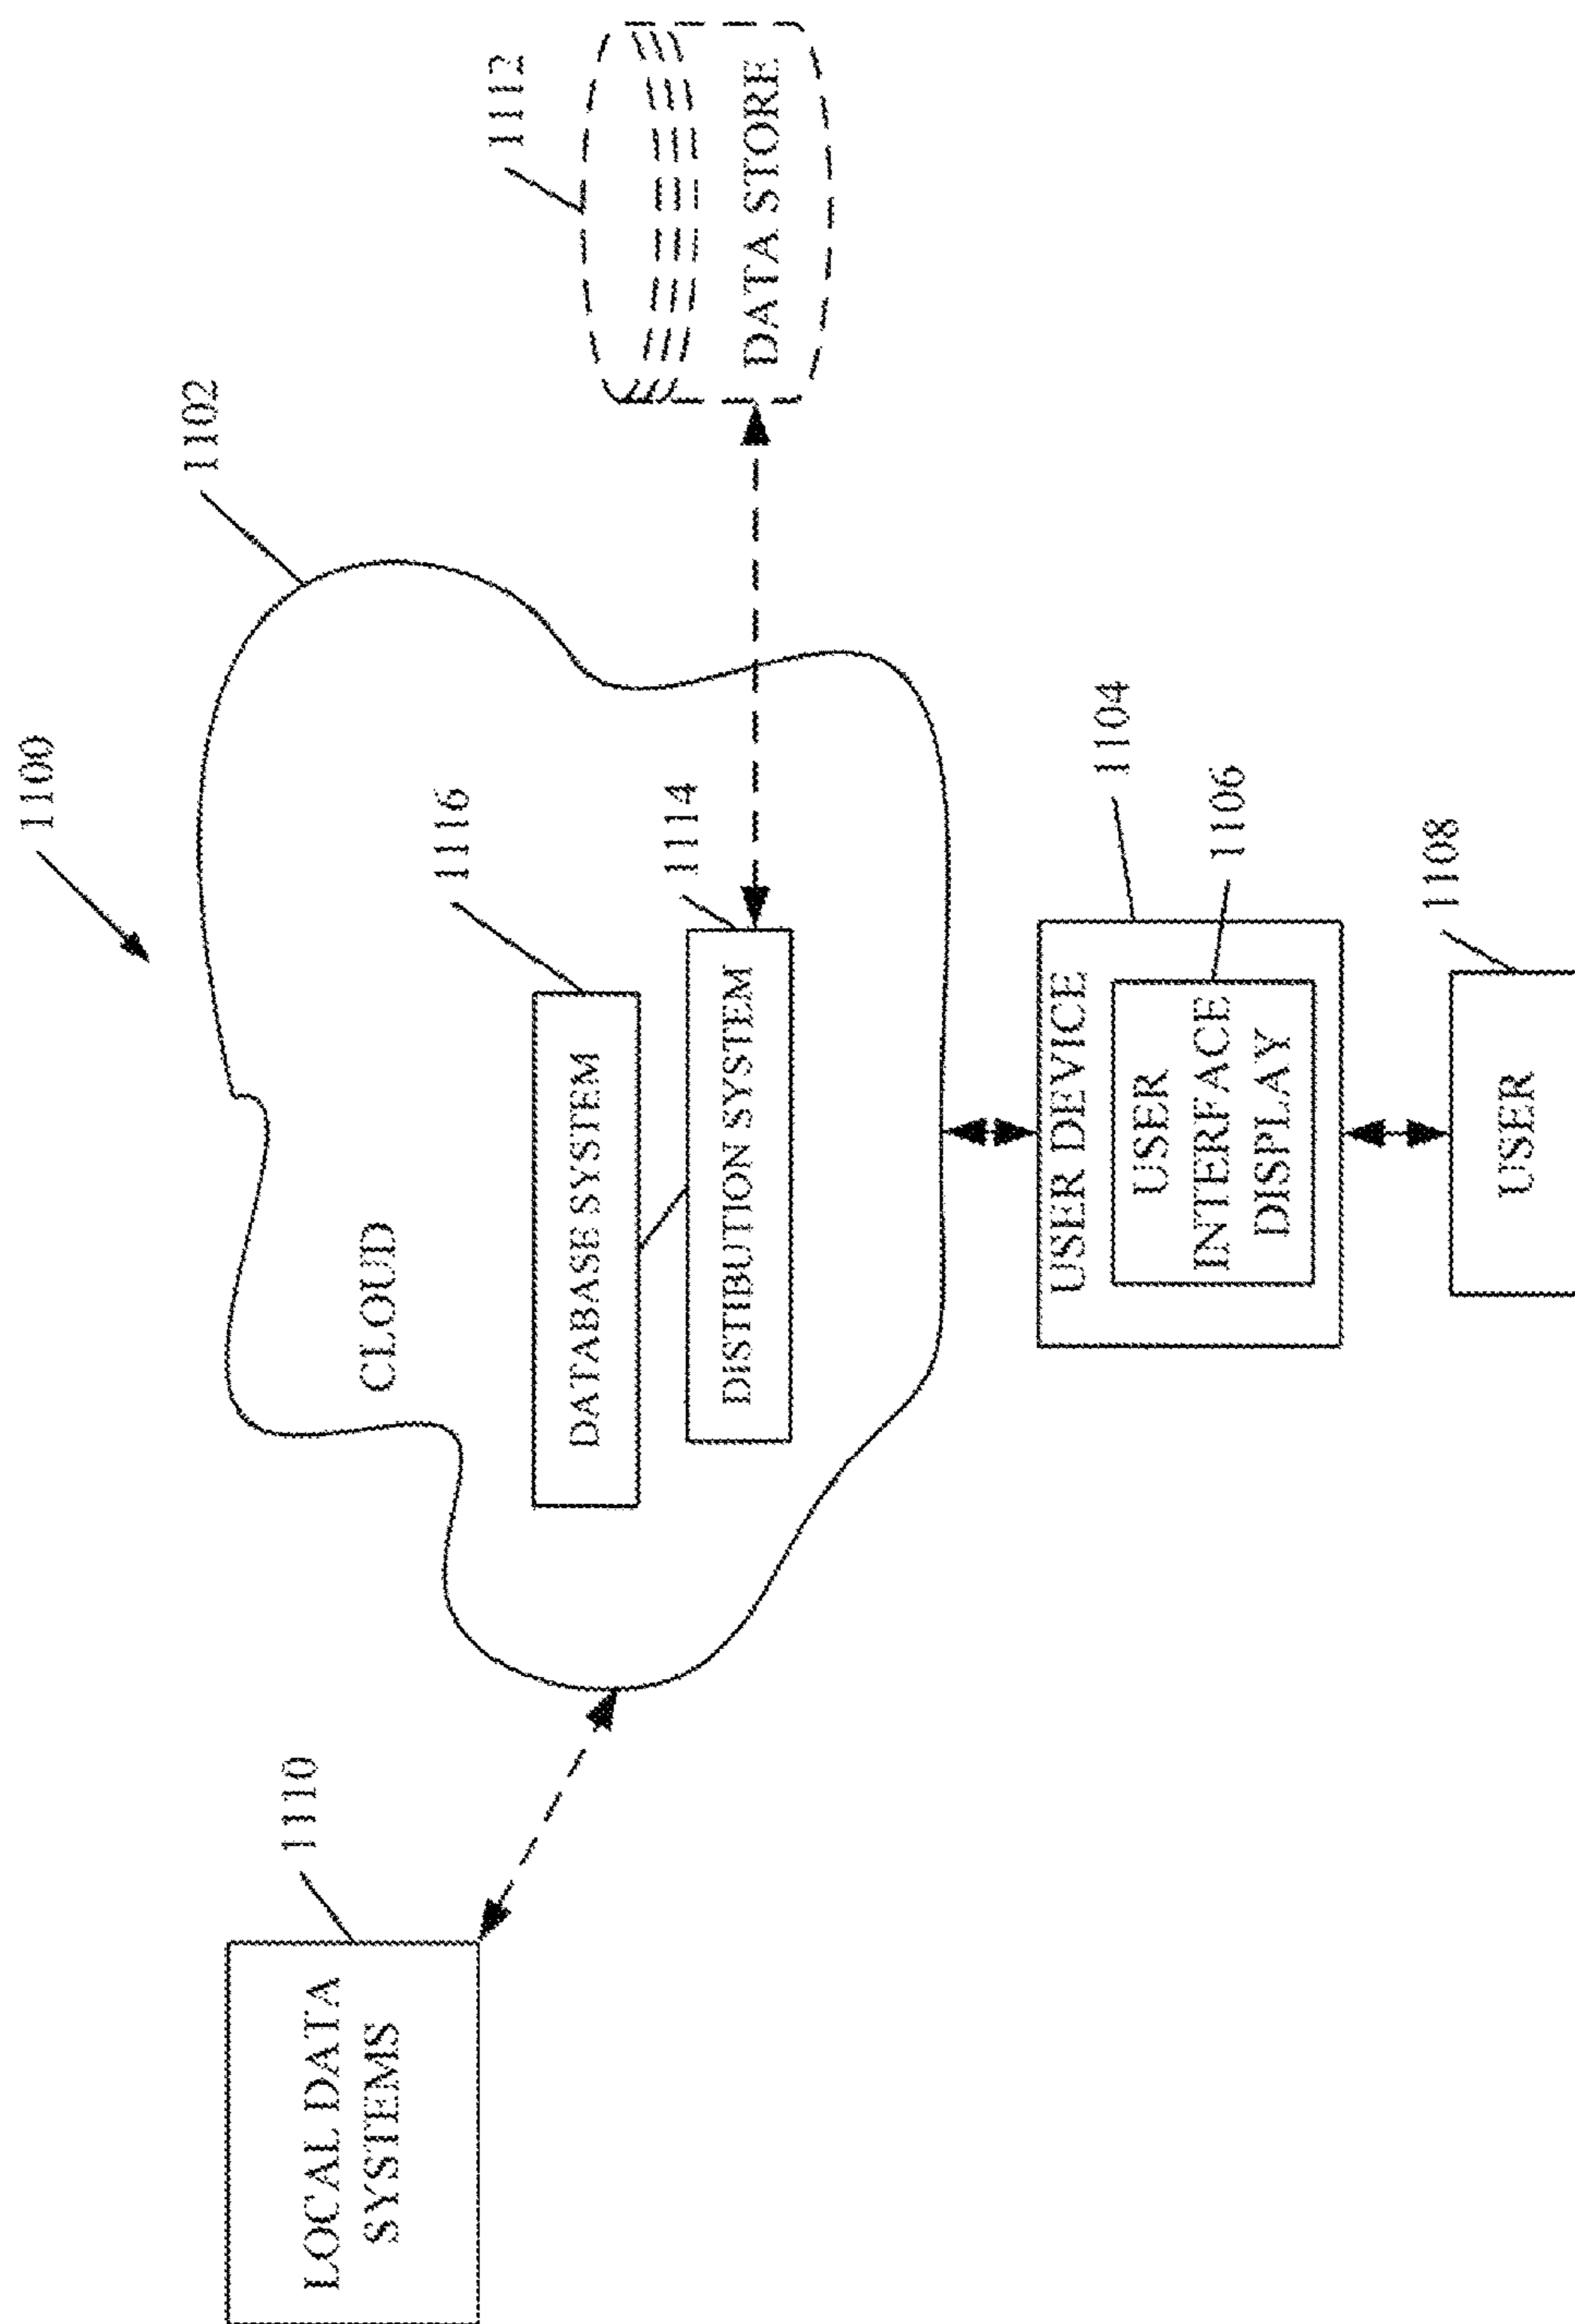 1100
1102
1112
DATA STORE
CLOUD
1116
DATABASE SYSTEM
1114
DISTIBUTION SYSTEM
1110
LOCAL DATA
SYSTEMS
1104
USER DEVICE
1106
USER
INTERFACE
DISPLAY
1108
USER